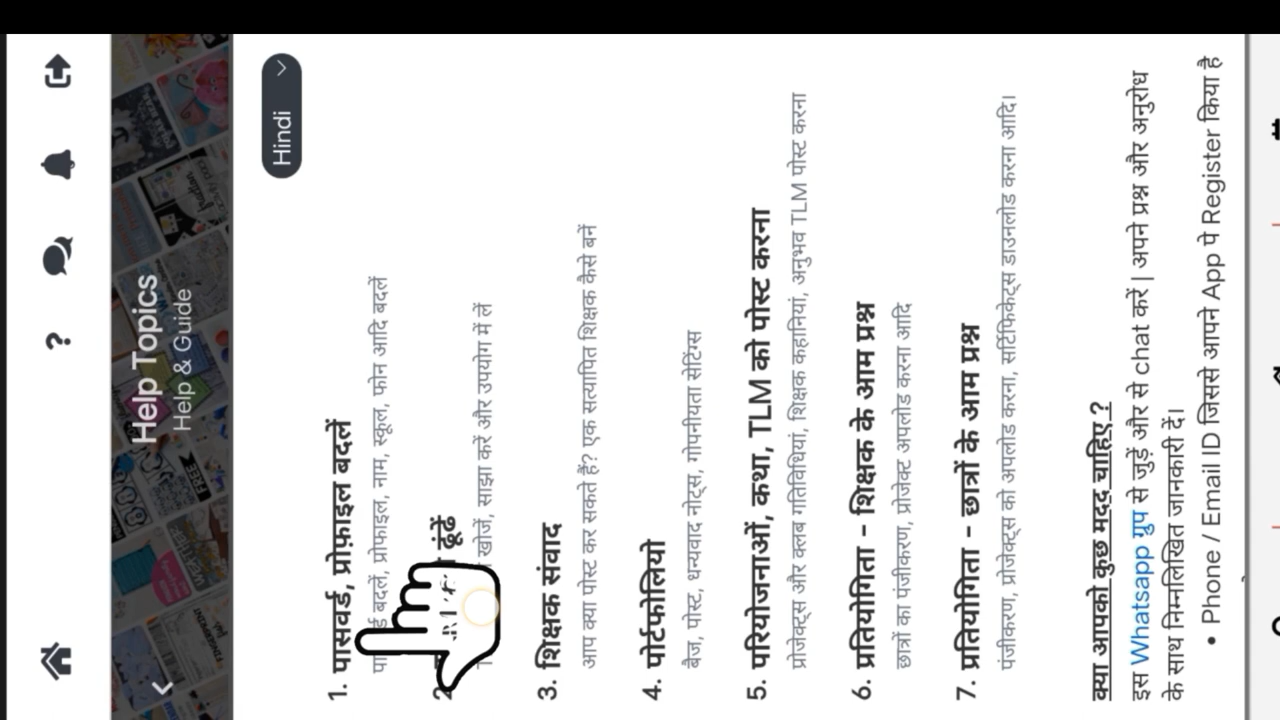 Help Topics
Help & Guide
Hindi
1. पासवर्ड, प्रोफ़ाइल बदलें
बदलें, प्रोफाइल, नाम, स्कूल, फोन आदि बदलें
2 ढूंढें
खोजें, साझा करें और उपयोग में लें
3. शिक्षक संवाद
आप क्या पोस्ट कर सकते हैं? एक सत्यापित शिक्षक कैसे बनें
4. पोर्टफोलियो
बैज, पोस्ट, धन्यवाद नोट्स, गोपनीयता सेटिंग्स
5. परियोजनाओं, कथा, TLM को पोस्ट करना
प्रोजेक्ट्स और क्लब गतिविधियां, शिक्षक कहानियां, अनुभव TLM पोस्ट करना
6. प्रतियोगिता - शिक्षक के आम प्रश्न
छात्रों का पंजीकरण, प्रोजेक्ट अपलोड करना आदि
7. प्रतियोगिता - छात्रों के आम प्रश्न
पंजीकरण, प्रोजेक्ट्स को अपलोड करना, सर्टिफिकेट्स डाउनलोड करना आदि।
क्या आपको कुछ मदद चाहिए ?
इस Whatsapp ग्रुप से जुड़ें और से chat करें | अपने प्रश्न और अनुरोध
के साथ निम्नलिखित जानकारी दें।
• Phone / Email ID जिससे आपने App पे Register किया है